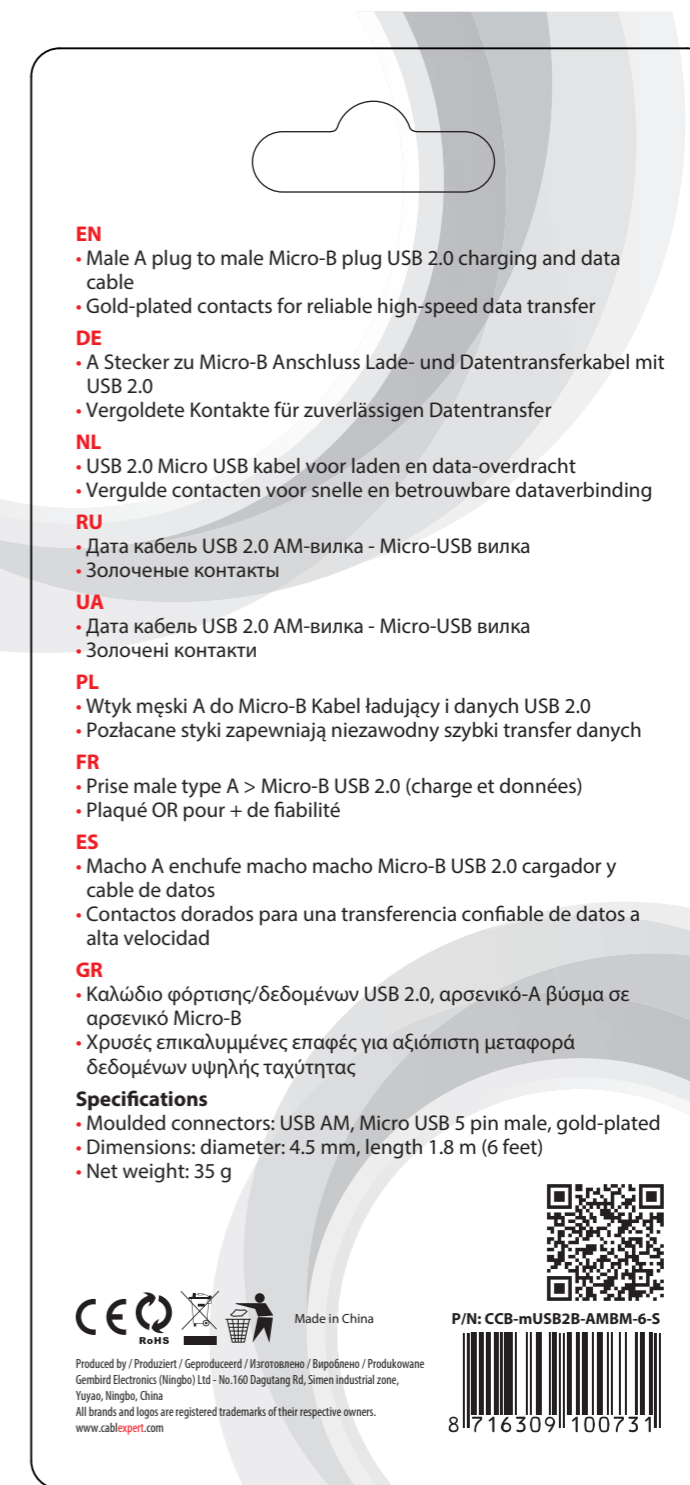 EN
• Male A plug to male Micro-B plug USB 2.0 charging and data
cable
• Gold-plated contacts for reliable high-speed data transfer
DE
• A Stecker zu Micro-B Anschluss Lade- und Datentransferkabel mit
USB 2.0
• Vergoldete Kontakte für zuverlässigen Datentransfer
NL
• USB 2.0 Micro USB kabel voor laden en data-overdracht
• Vergulde contacten voor snelle en betrouwbare dataverbinding
RU
• Дата кабель USB 2.0 AM-вилка - Micro-USB вилка
• Золоченые контакты
UA
• Дата кабель USB 2.0 AM-вилка - Micro-USB вилка
• Золочені контакти
PL
• Wtyk męski A do Micro-B Kabel ładujący i danych USB 2.0
• Pozłacane styki zapewniają niezawodny szybki transfer danych
FR
• Prise male type A > Micro-B USB 2.0 (charge et données)
• Plaqué OR pour + de fiabilité
ES
• Macho A enchufe macho macho Micro-B USB 2.0 cargador y
cable de datos
• Contactos dorados para una transferencia confiable de datos a
alta velocidad
GR
• Καλώδιο φόρτισης/δεδομένων USB 2.0, αρσενικό-Α βύσμα σε
αρσενικό Micro-B
• Χρυσές επικαλυμμένες επαφές για αξιόπιστη μεταφορά
δεδομένων υψηλής ταχύτητας
Specifications
• Moulded connectors: USB AM, Micro USB 5 pin male, gold-plated
• Dimensions: diameter: 4.5 mm, length 1.8 m (6 feet)
• Net weight: 35 g
CE
RoHS
Made in China
P/N: CCB-mUSB2B-AMBM-6-S
Produced by / Produziert / Geproduceerd / Изготовлено / Вироблено / Produkowane
Gembird Electronics (Ningbo) Ltd - No.160 Dagutang Rd, Simen industrial zone,
Yuyao, Ningbo, China
All brands and logos are registered trademarks of their respective owners.
www.cablexpert.com
8 716309 100731